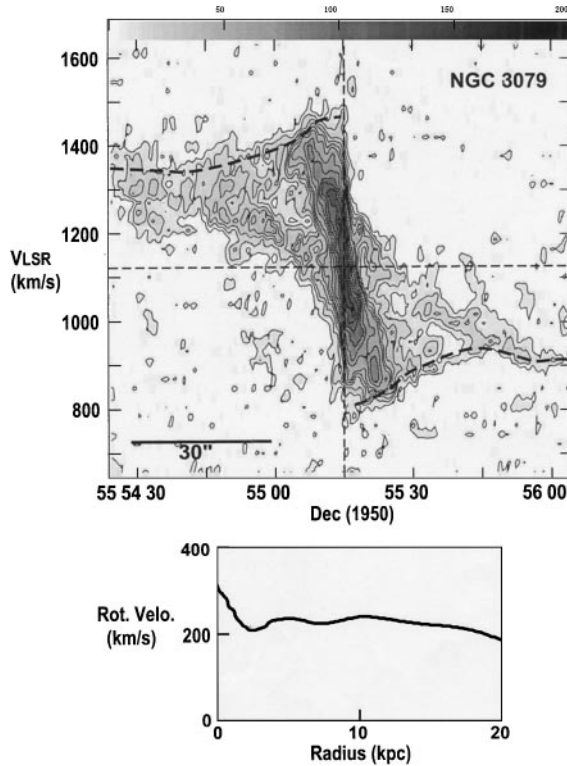 0 50 100 150 200
1600
NGC 3079
1400
1200
VLSR
(km/s)
1000
800
30"
55 54 30 55 00 55 30 56 00
Dec (1950)
400
Rot. Velo.
(km/s)
200
0
0 10 20
Radius (kpc)